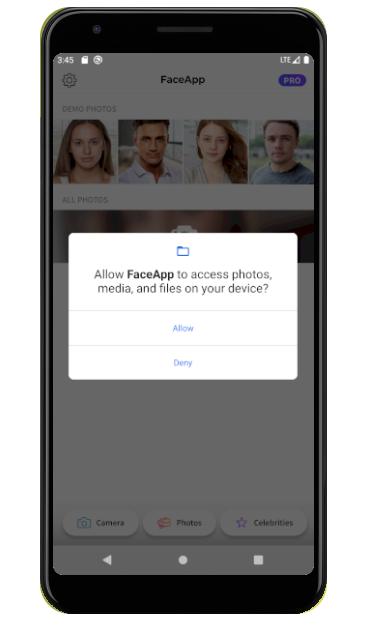 3:45
LTE
FaceApp
PRO
DEMO PHOTOS
ALL PHOTOS
Allow FaceApp to access photos,
media, and files on your device?
Allow
Deny
Camera
Photos
Celebrities